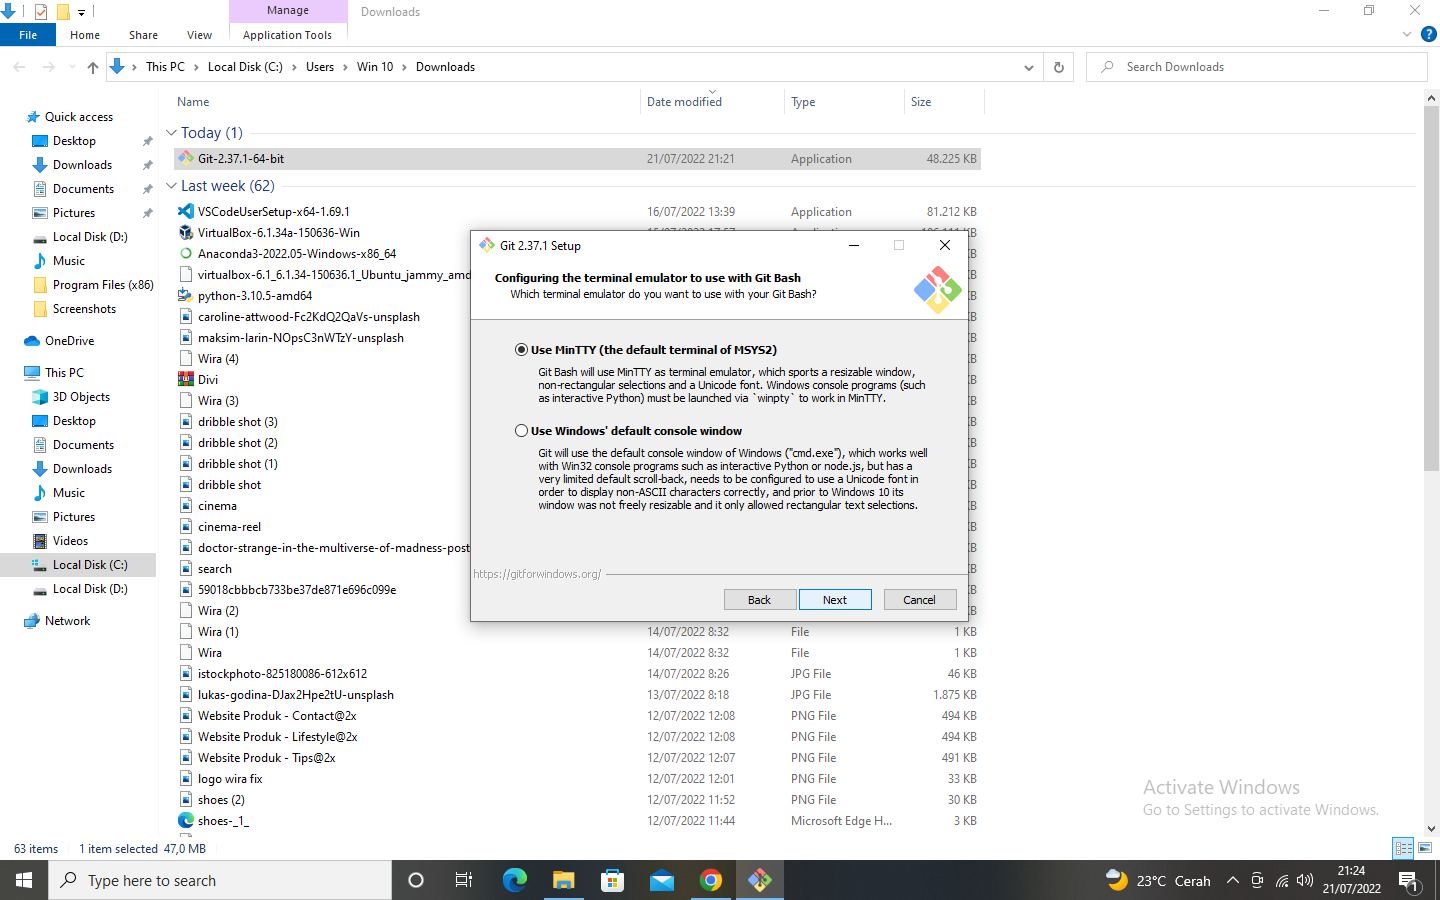 Manage
Downloads
File
Home
Share
View
Application Tools
This PC
Local Disk (C:)
Users
Win 10
Downloads
Search Downloads
Name
Date modified
Type
Size
Quick access
Desktop
Downloads
Documents
Pictures
Local Disk (D:)
Music
Program Files (x86)
Screenshots
OneDrive
This PC
3D Objects
Desktop
Documents
Downloads
Music
Pictures
Videos
Local Disk (C:)
Local Disk (D:)
Network
Today (1)
Git-2.37.1-64-bit 21/07/2022 21:21 Application 48.225 KB
Last week (62)
VSCodeUserSetup-x64-1.69.1 16/07/2022 13:39 Application 81.212 KB
VirtualBox-6.1.34a-150636-Win
Anaconda3-2022.05-Windows-x86_64
virtualbox-6.1_6.1.34-150636.1_Ubuntu_jammy_amd
python-3.10.5-amd64
caroline-attwood-Fc2KdQ2QaVs-unsplash
maksim-larin-NOpsC3nWTzY-unsplash
Wira (4)
Divi
Wira (3)
dribble shot (3)
dribble shot (2)
dribble shot (1)
dribble shot
cinema
cinema-reel
doctor-strange-in-the-multiverse-of-madness-post
search
59018cbbbcb733be37de871e696c099e
Wira (2)
Wira (1) 14/07/2022 8:32 File 1 KB
Wira 14/07/2022 8:32 File 1 KB
istockphoto-825180086-612x612 14/07/2022 8:26 JPG File 46 KB
lukas-godina-DJax2Hpe2tU-unsplash 13/07/2022 8:18 JPG File 1.875 KB
Website Produk - Contact@2x 12/07/2022 12:08 PNG File 494 KB
Website Produk - Lifestyle@2x 12/07/2022 12:08 PNG File 494 KB
Website Produk - Tips@2x 12/07/2022 12:07 PNG File 491 KB
logo wira fix 12/07/2022 12:01 PNG File 33 KB
shoes (2) 12/07/2022 11:52 PNG File 30 KB
shoes-_1_ 12/07/2022 11:44 Microsoft Edge H... 3 KB
Git 2.37.1 Setup
Configuring the terminal emulator to use with Git Bash
Which terminal emulator do you want to use with your Git Bash?
Use MinTTY (the default terminal of MSYS2)
Git Bash will use MinTTY as terminal emulator, which sports a resizable window,
non-rectangular selections and a Unicode font. Windows console programs (such
as interactive Python) must be launched via `winpty` to work in MinTTY.
Use Windows' default console window
Git will use the default console window of Windows ("cmd.exe"), which works well
with Win32 console programs such as interactive Python or node.js, but has a
very limited default scroll-back, needs to be configured to use a Unicode font in
order to display non-ASCII characters correctly, and prior to Windows 10 its
window was not freely resizable and it only allowed rectangular text selections.
https://gitforwindows.org/
Back
Next
Cancel
Activate Windows
Go to Settings to activate Windows.
63 items
1 item selected 47,0 MB
Type here to search
23°C Cerah
21:24
21/07/2022
1